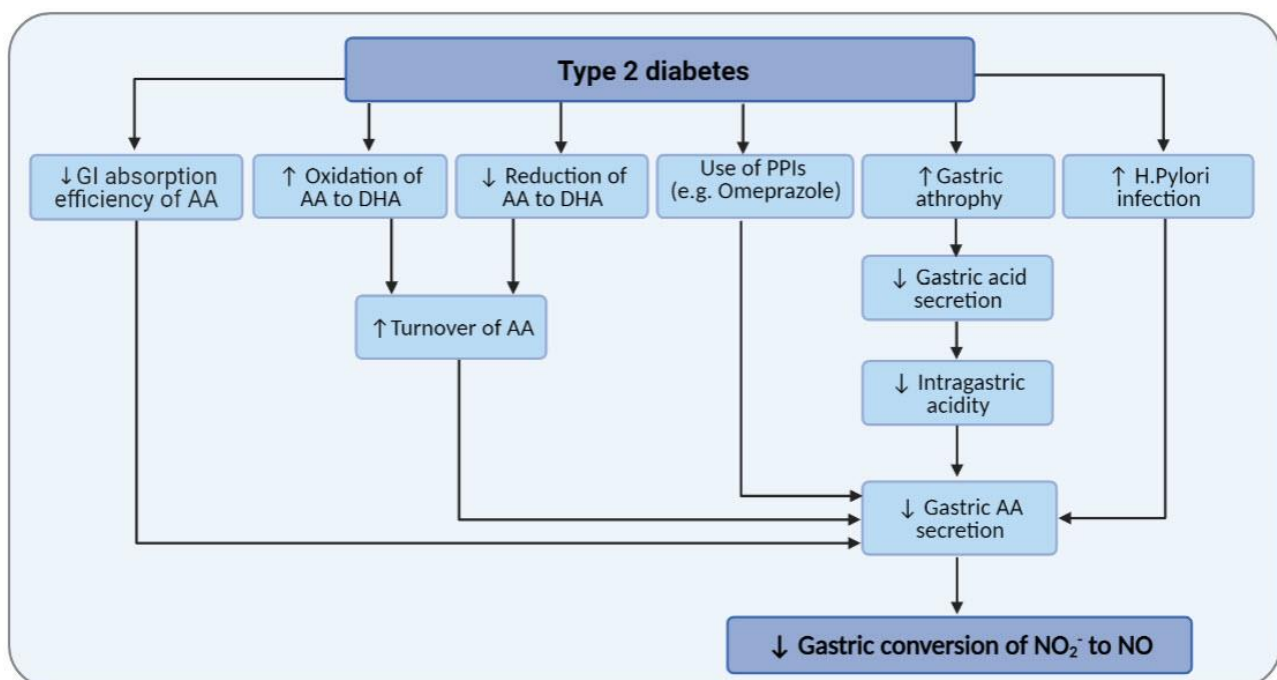 Type 2 diabetes
↓GI absorption
efficiency of AA
↑ Oxidation of
AA to DHA
↓ Reduction of
AA to DHA
Use of PPIs
(e.g. Omeprazole)
↑Gastric
athrophy
↑ H.Pylori
infection
↑Turnover of AA
↓ Gastric acid
secretion
↓ Intragastric
acidity
↓ Gastric AA
secretion
↓ Gastric conversion of NO₂⁻ to NO